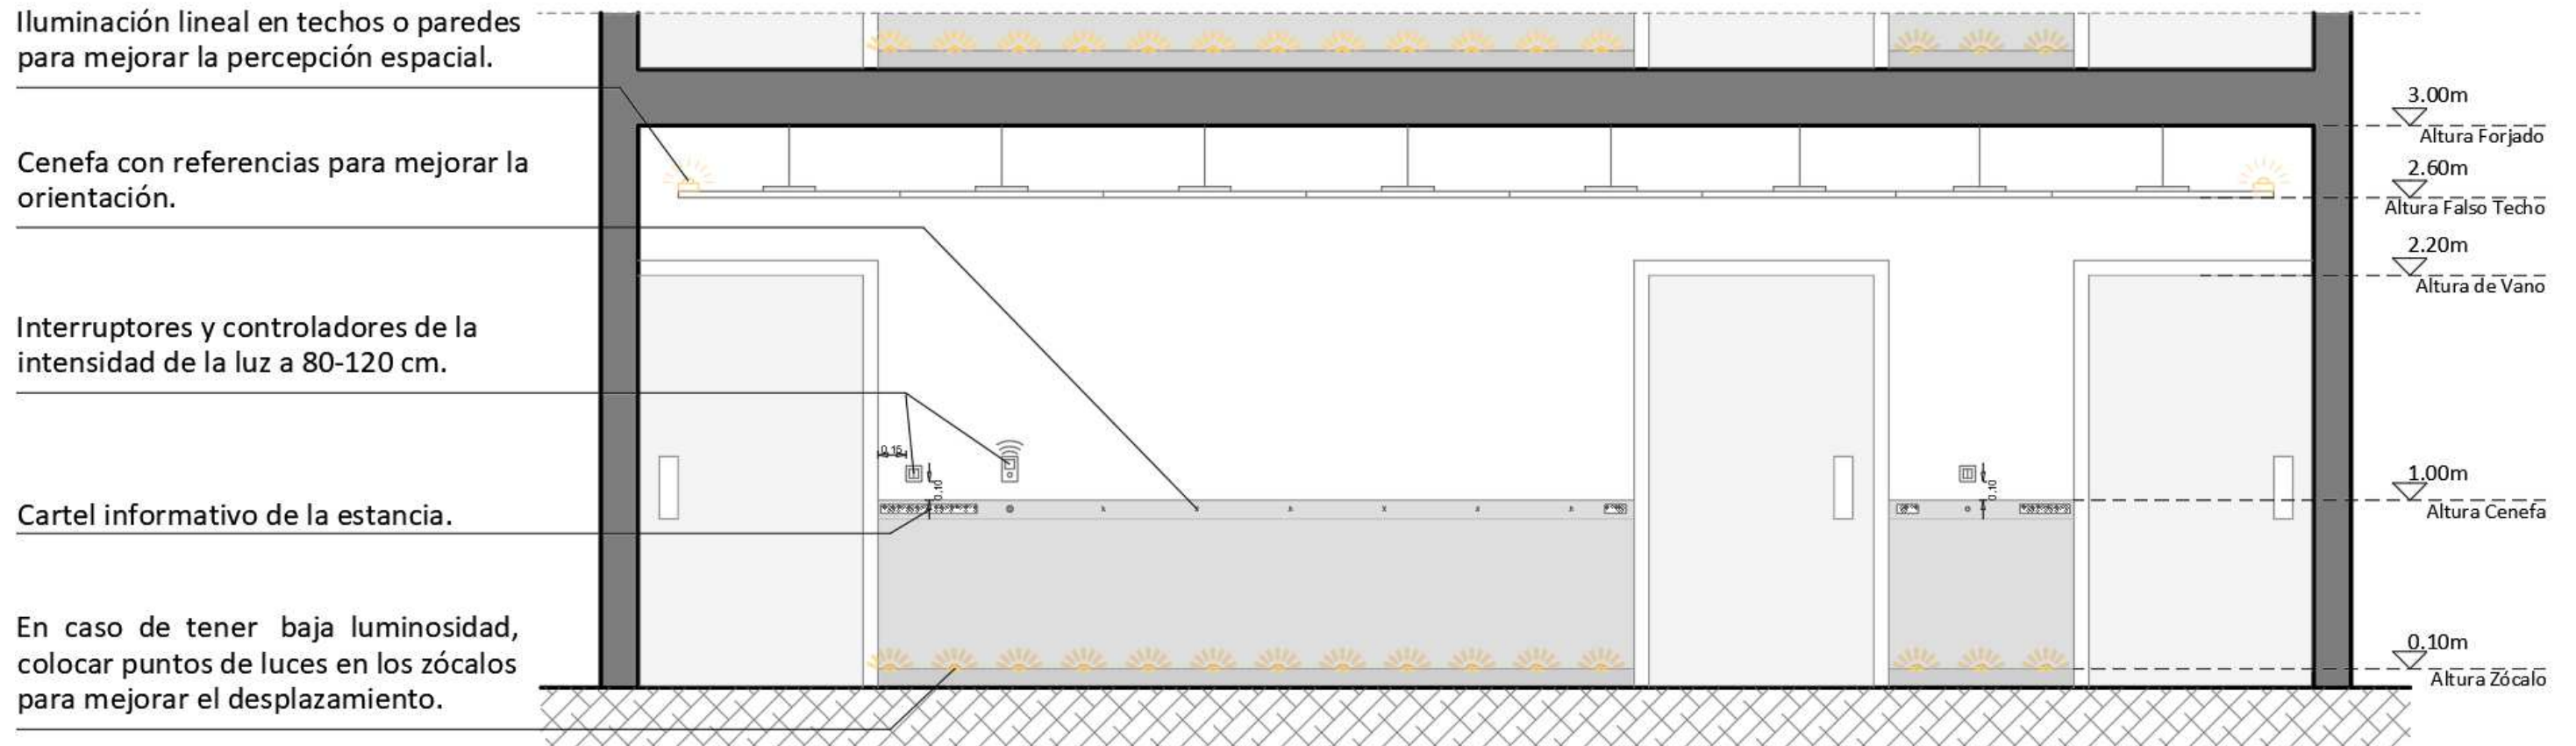 Iluminación lineal en techos o paredes
para mejorar la percepción espacial.
Cenefa con referencias para mejorar la
orientación.
Interruptores y controladores de la
intensidad de la luz a 80-120 cm.
Cartel informativo de la estancia.
En caso de tener baja luminosidad,
colocar puntos de luces en los zócalos
para mejorar el desplazamiento.
0.15
0.10
0.10
3.00m
Altura Forjado
2.60m
Altura Falso Techo
2.20m
Altura de Vano
1.00m
Altura Cenefa
0.10m
Altura Zócalo